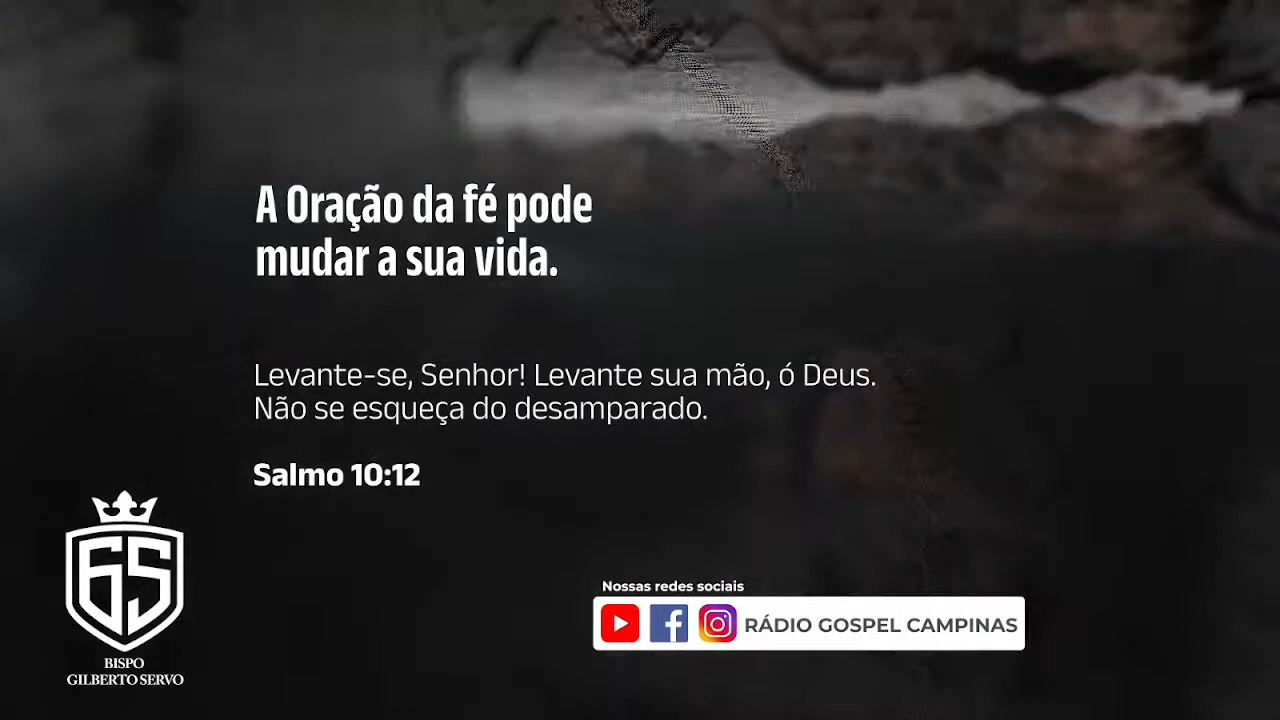 A Oração da fé pode
mudar a sua vida.
Levante-se, Senhor! Levante sua mão, ó Deus.
Não se esqueça do desamparado.
Salmo 10:12
GS
BISPO
GILBERTO SERVO
Nossas redes sociais
RÁDIO GOSPEL CAMPINAS